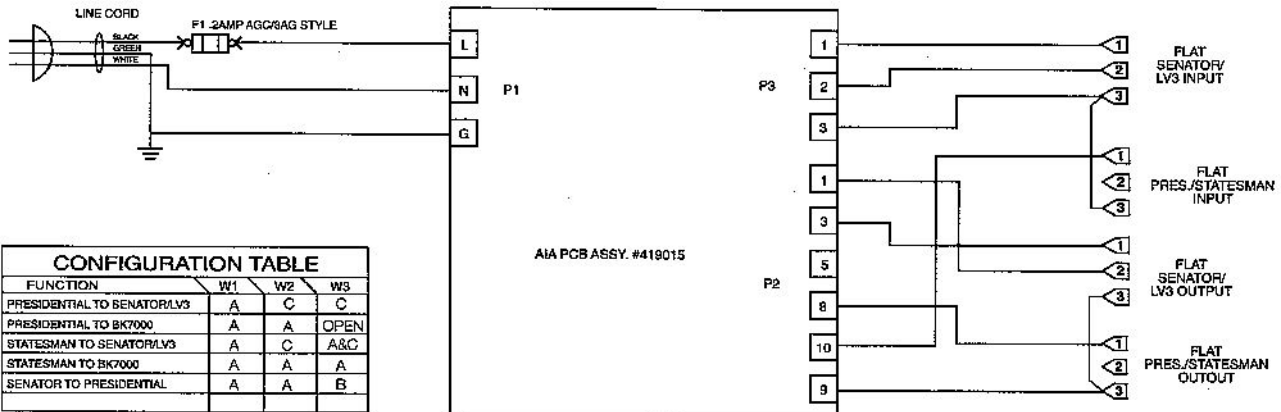 LINE CORD
BLACK
GREEN
WHITE
F1 .2AMP AGC/3AG STYLE
L
N
G
P1
AIA PCB ASSY. #419015
P3
1
2
3
P2
1
3
5
8
10
9
1
2
3
FLAT
SENATOR/
LV3 INPUT
1
2
3
FLAT
PRES./STATESMAN
INPUT
1
2
3
FLAT
SENATOR/
LV3 OUTPUT
1
2
3
FLAT
PRES./STATESMAN
OUTOUT
CONFIGURATION TABLE
FUNCTION W1 W2 W3
PRESIDENTIAL TO SENATOR/LV3 A C C
PRESIDENTIAL TO BK7000 A A OPEN
STATESMAN TO SENATOR/LV3 A C A&C
STATESMAN TO BK7000 A A A
SENATOR TO PRESIDENTIAL A A B